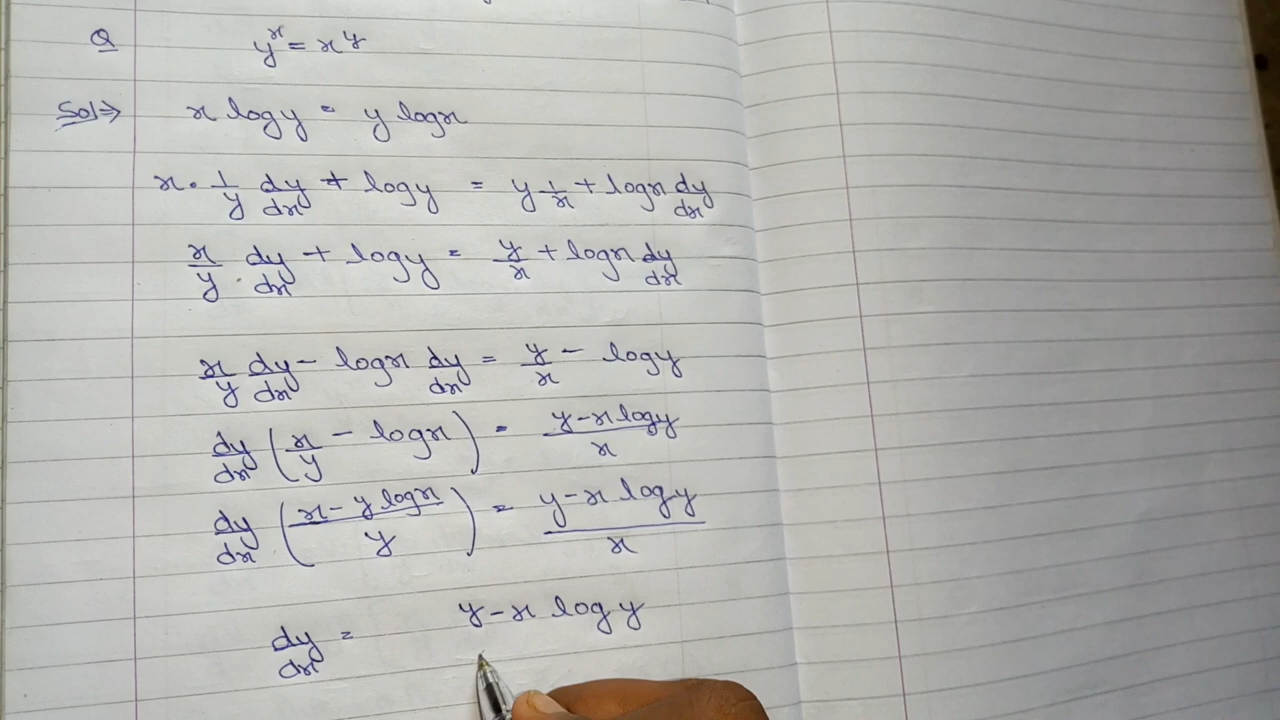 Q y^x = x^y
Sol⇒ x log y = y log x
x · 1/y dy/dx + log y = y 1/x + log x dy/dx
x/y · dy/dx + log y = y/x + log x dy/dx
x/y dy/dx - log x dy/dx = y/x - log y
dy/dx (x/y - log x) = (y - x log y)/x
dy/dx ((x - y log x)/y) = (y - x log y)/x
dy/dx = y - x log y